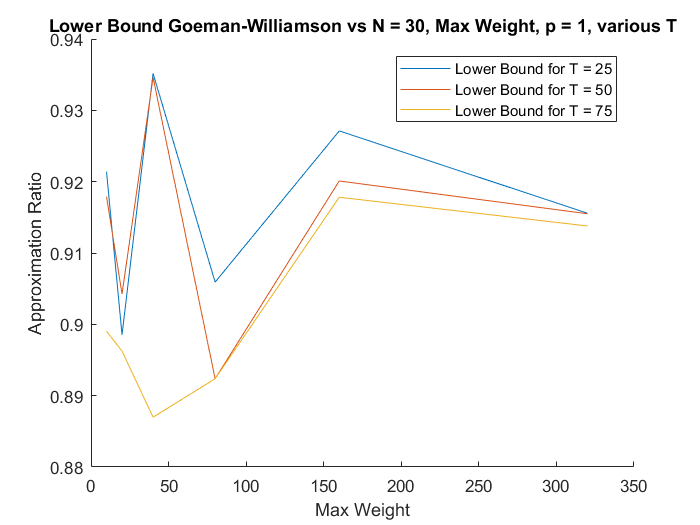 Lower Bound Goeman-Williamson vs N = 30, Max Weight, p = 1, various T
0.94
0.93
0.92
0.91
0.9
0.89
0.88
Approximation Ratio
Lower Bound for T = 25
Lower Bound for T = 50
Lower Bound for T = 75
0 50 100 150 200 250 300 350
Max Weight